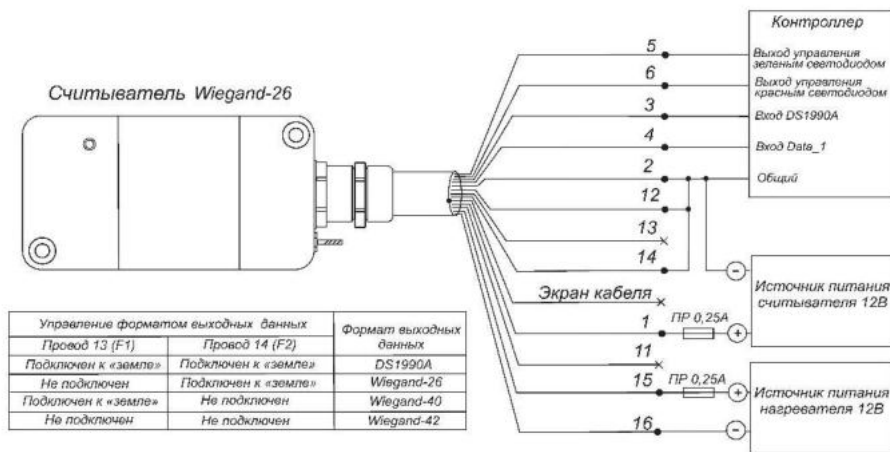 Контроллер
5
Выход управления
зеленым светодиодом
6
Выход управления
красным светодиодом
Считыватель Wiegand-26
3
Вход DS1990A
4
Вход Data_1
2
Общий
12
13
14
Экран кабеля
Источник питания
считывателя 12В
1
ПР 0,25А
11
15
ПР 0,25А
Источник питания
нагревателя 12В
16
Управление форматом выходных данных
Формат выходных
данных
Провод 13 (F1)
Провод 14 (F2)
Подключен к «земле»
Подключен к «земле»
DS1990A
Не подключен
Подключен к «земле»
Wiegand-26
Подключен к «земле»
Не подключен
Wiegand-40
Не подключен
Не подключен
Wiegand-42